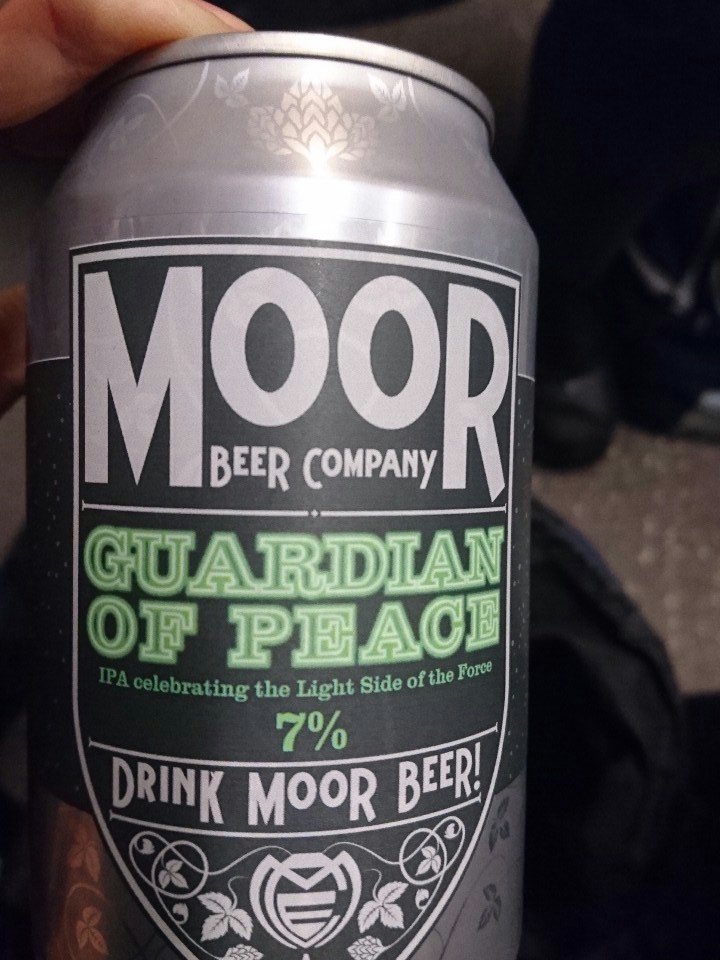 MOOR
BEER COMPANY
GUARDIAN
OF PEACE
IPA celebrating the Light Side of the Force
7%
DRINK MOOR BEER!